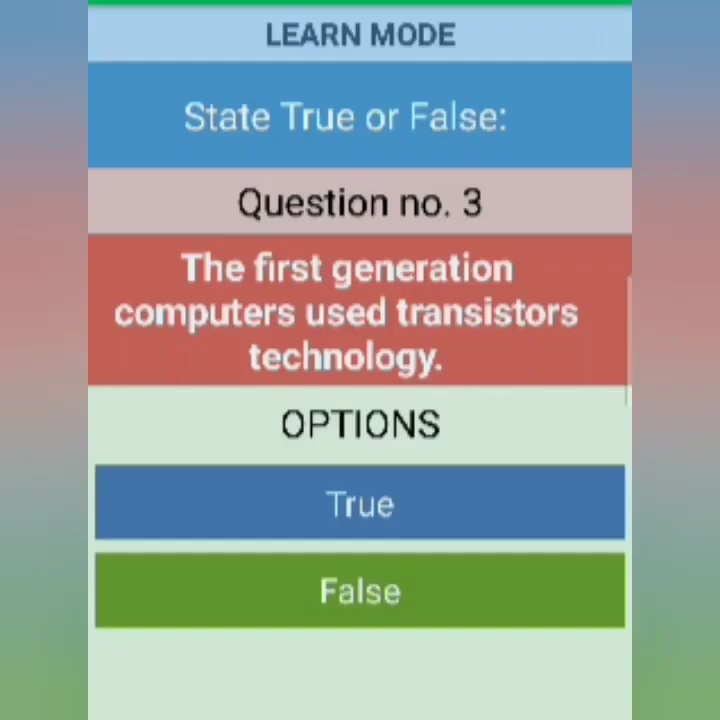 LEARN MODE
State True or False:
Question no. 3
The first generation
computers used transistors
technology.
OPTIONS
True
False